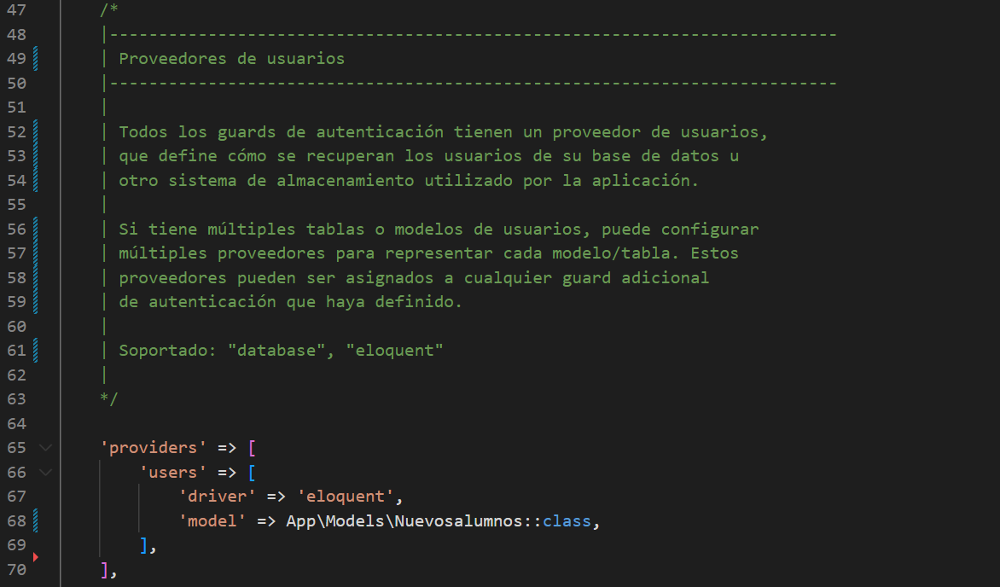 47 /*
48 |--------------------------------------------------------------------------
49 | Proveedores de usuarios
50 |--------------------------------------------------------------------------
51 |
52 | Todos los guards de autenticación tienen un proveedor de usuarios,
53 | que define cómo se recuperan los usuarios de su base de datos u
54 | otro sistema de almacenamiento utilizado por la aplicación.
55 |
56 | Si tiene múltiples tablas o modelos de usuarios, puede configurar
57 | múltiples proveedores para representar cada modelo/tabla. Estos
58 | proveedores pueden ser asignados a cualquier guard adicional
59 | de autenticación que haya definido.
60 |
61 | Soportado: "database", "eloquent"
62 |
63 */
64
65 'providers' => [
66 'users' => [
67 'driver' => 'eloquent',
68 'model' => App\Models\Nuevosalumnos::class,
69 ],
70 ],